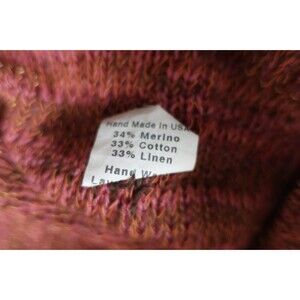 Hand Made In USA
34% Merino
33% Cotton
33% Linen
Hand